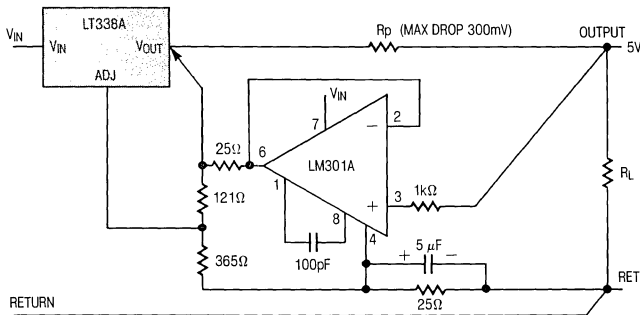 LT338A
VIN
VIN
VOUT
ADJ
Rp (MAX DROP 300mV)
OUTPUT
5V
VIN
7
2
−
25Ω
6
LM301A
121Ω
1
8
+
3
1kΩ
RL
4
100pF
365Ω
+
5 μF
−
25Ω
RETURN
RET